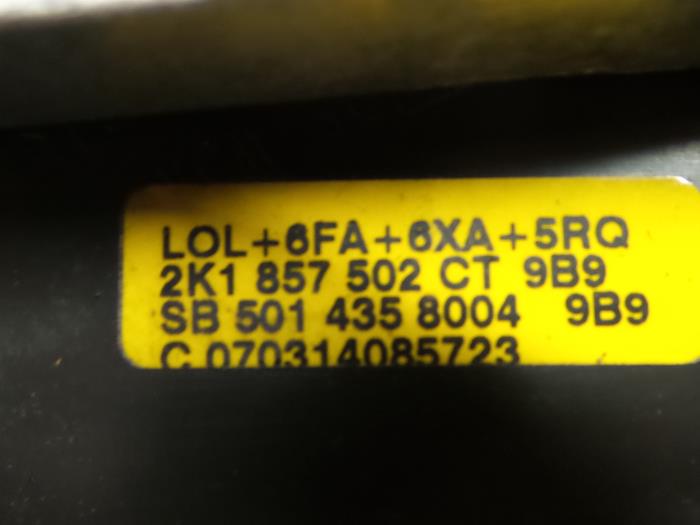 LOL+6FA+6XA+5RQ
2K1 857 502 CT 9B9
SB 501 435 8004 9B9
C 070314085723